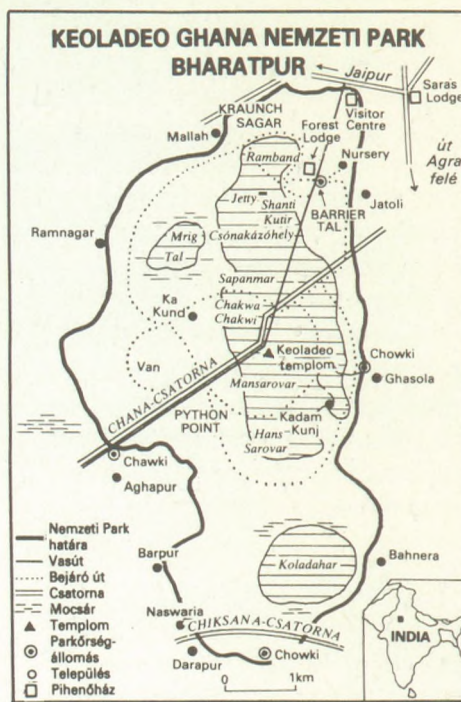 KEOLADEO GHANA NEMZETI PARK
BHARATPUR
Jaipur
Saras
Lodge
Visitor
Centre
KRAUNCH
SAGAR
Forest
Lodge
Mallah
Nursery
út
Agra
felé
Ramband
Jetty
Shanti
Kutir
BARRIER
TAL
Jatoli
Csónakázóhely
Ramnagar
Mrig
Tal
Sapanmar
Ka
Kund
Chakwa
Chakwi
Keoladeo
templom
Chowki
Van
Ghasola
Mansarovar
CHANA-CSATORNA
PYTHON
POINT
Kadam
Kunj
Hans
Sarovar
Chawki
Aghapur
Nemzeti Park
határa
Vasút
Bejáró út
Csatorna
Mocsár
Templom
Parkőrség-
állomás
Település
Pihenőház
Barpur
Koladahar
Bahnera
Naswaria
CHIKSANA-CSATORNA
Darapur
Chowki
0 1km
INDIA